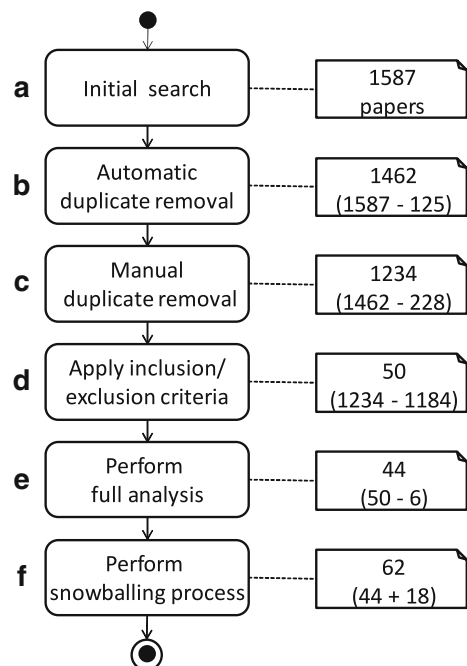 a
Initial search
1587
papers
b
Automatic
duplicate removal
1462
(1587 - 125)
c
Manual
duplicate removal
1234
(1462 - 228)
d
Apply inclusion/
exclusion criteria
50
(1234 - 1184)
e
Perform
full analysis
44
(50 - 6)
f
Perform
snowballing process
62
(44 + 18)